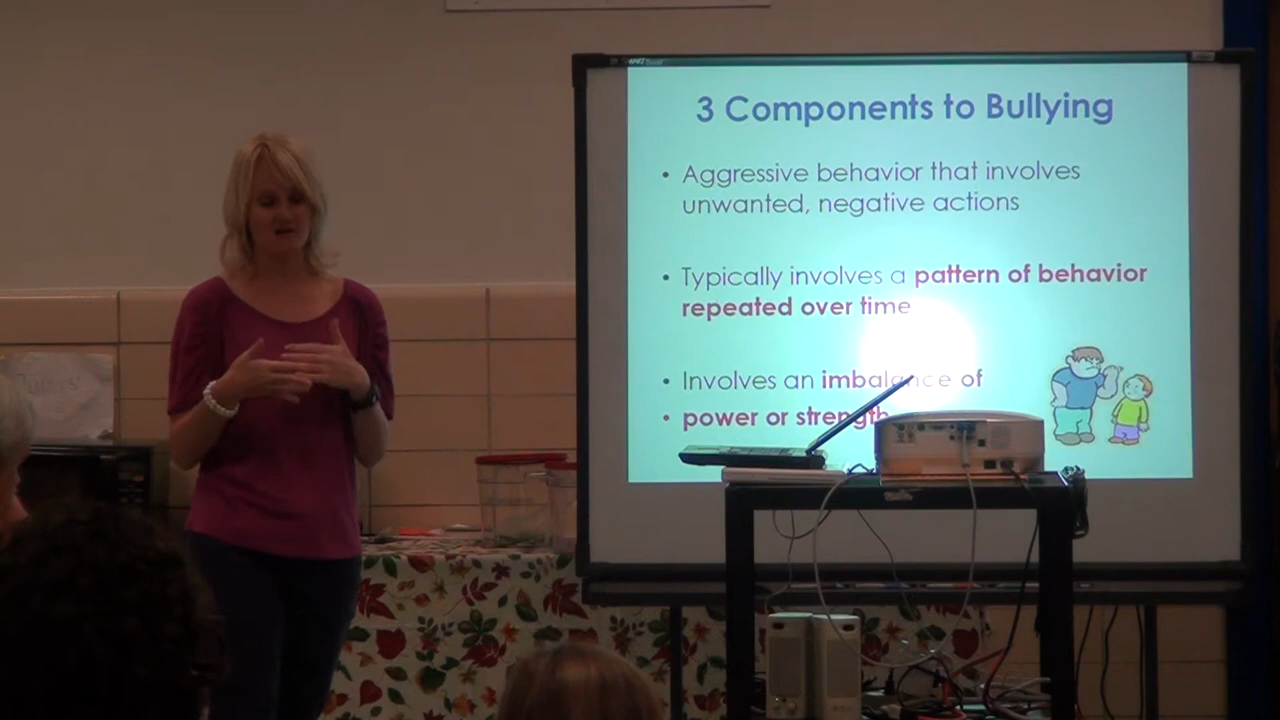 3 Components to Bullying
• Aggressive behavior that involves
unwanted, negative actions
• Typically involves a pattern of behavior
repeated over time
• Involves an imbalance of
• power or strength